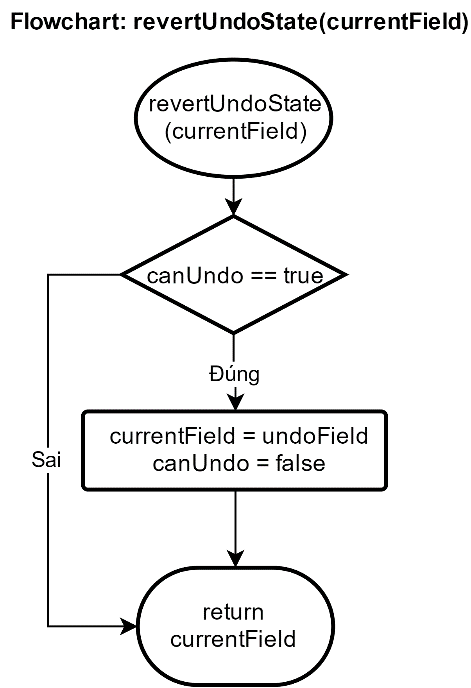 Flowchart: revertUndoState(currentField)
revertUndoState
(currentField)
canUndo == true
Đúng
currentField = undoField
canUndo = false
Sai
return
currentField